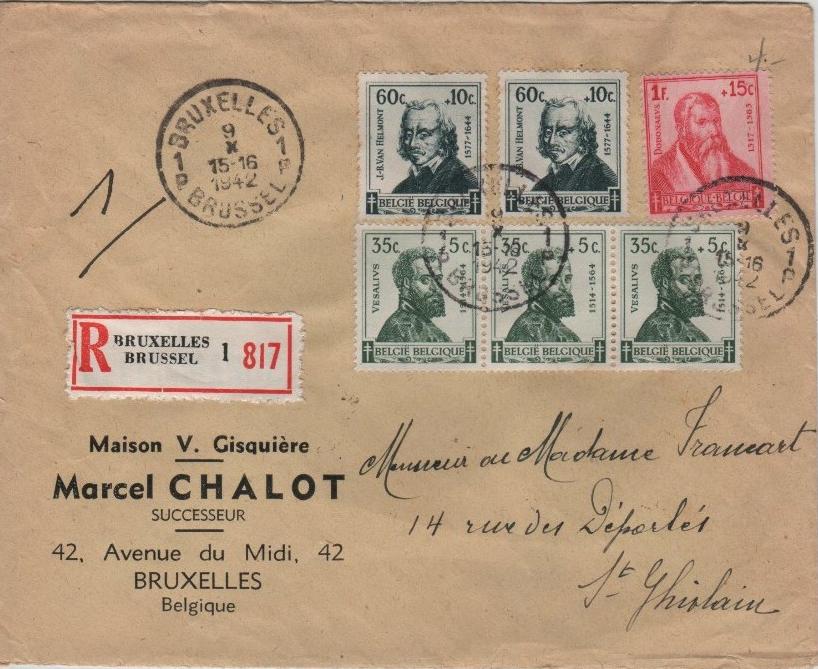 BRUXELLES
1 1
9
X
15-16
1942
P P
BRUSSEL
1
60c. +10c.
J.-B. VAN HELMONT
1577-1644
BELGIË BELGIQUE
60c. +10c.
J.-B. VAN HELMONT
1577-1644
BELGIË BELGIQUE
1F. +15c
DODONAEVS
1517-1585
BELGIQUE-BELGIË
35c. +5c.
VESALIVS
1514-1564
BELGIË BELGIQUE
35c. +5c.
VESALIVS
1514-1564
BELGIË BELGIQUE
35c. +5c.
VESALIVS
1514-1564
BELGIË BELGIQUE
R BRUXELLES
BRUSSEL 1 817
Maison V. Gisquière
Marcel CHALOT
SUCCESSEUR
42, Avenue du Midi, 42
BRUXELLES
Belgique
Monsieur ou Madame Francart
14 rue des Déportés
St Ghislain